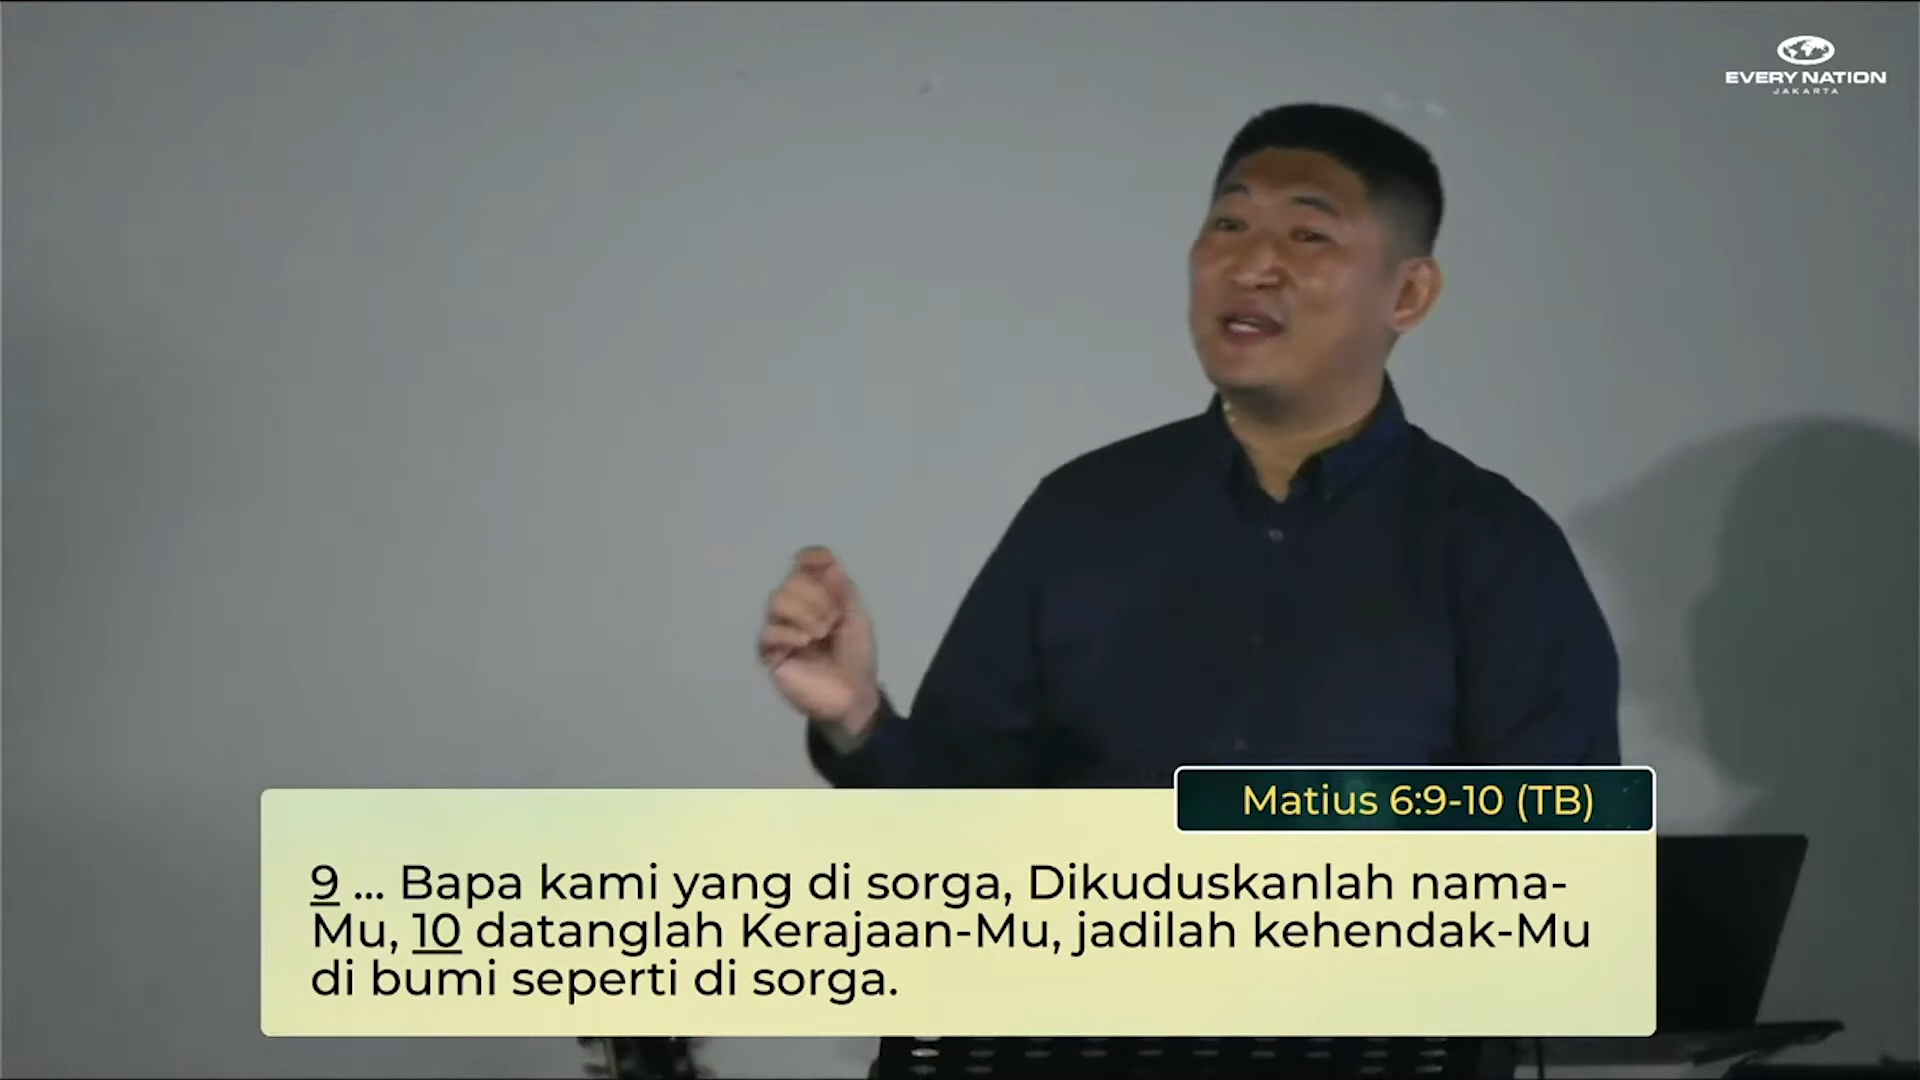 EVERY NATION
JAKARTA
Matius 6:9-10 (TB)
9 ... Bapa kami yang di sorga, Dikuduskanlah nama-
Mu, 10 datanglah Kerajaan-Mu, jadilah kehendak-Mu
di bumi seperti di sorga.